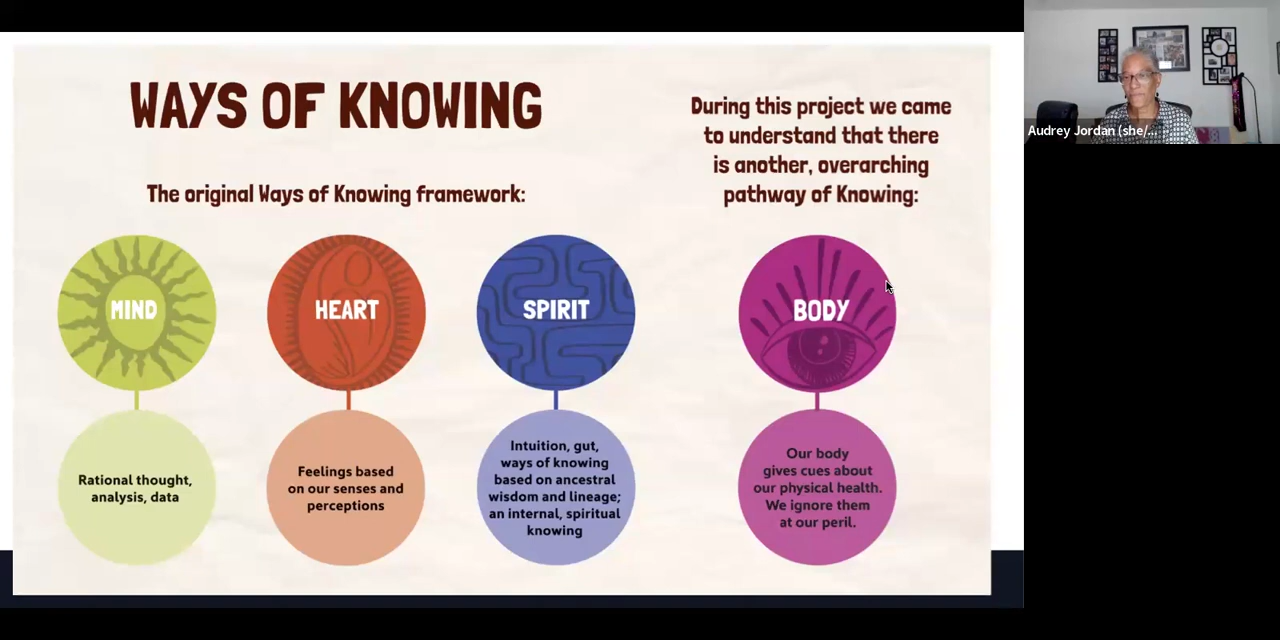 WAYS OF KNOWING
The original Ways of Knowing framework:
During this project we came
to understand that there
is another, overarching
pathway of Knowing:
MIND
HEART
SPIRIT
BODY
Rational thought,
analysis, data
Feelings based
on our senses and
perceptions
Intuition, gut,
ways of knowing
based on ancestral
wisdom and lineage;
an internal, spiritual
knowing
Our body
gives cues about
our physical health.
We ignore them
at our peril.
Audrey Jordan (she/...